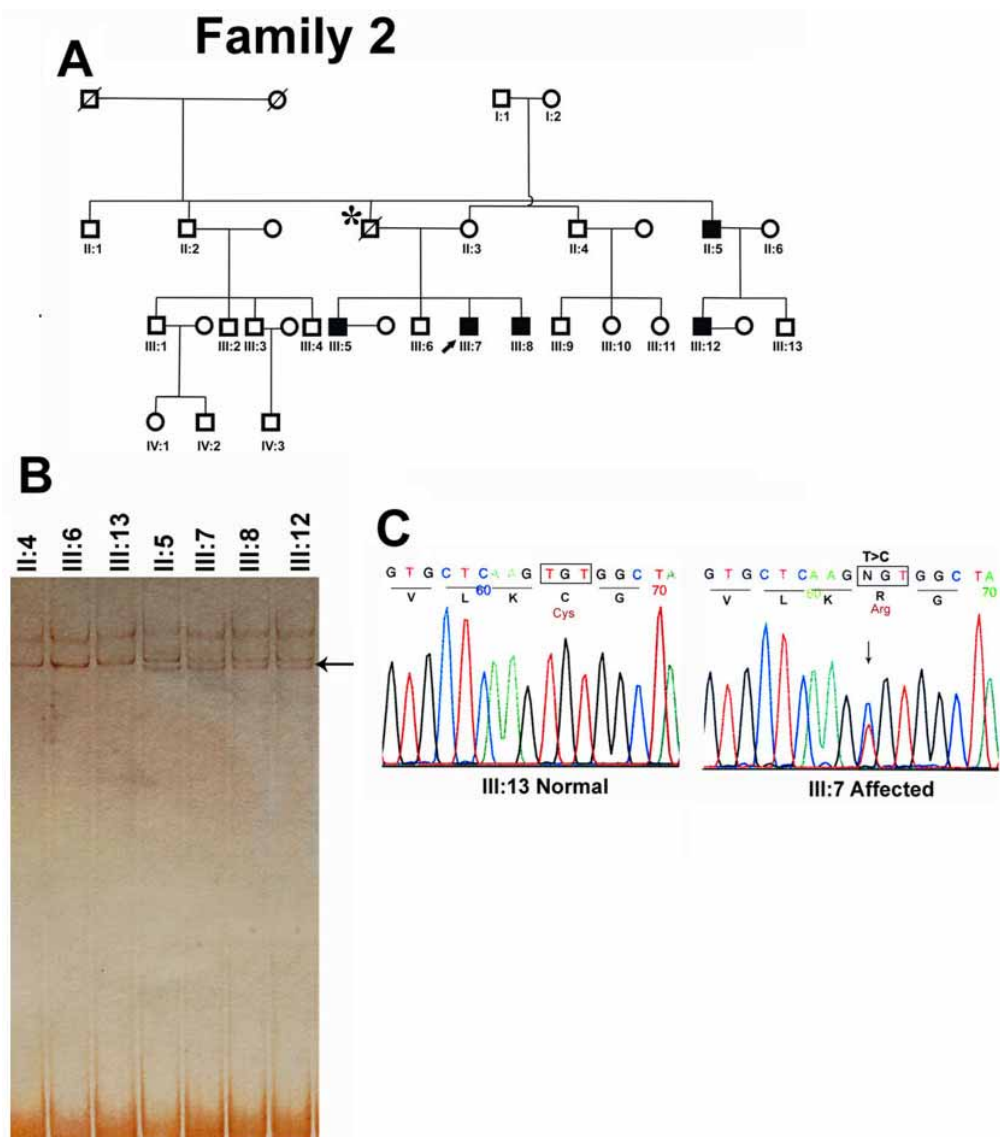 Family 2
A
I:1 I:2
*
II:1 II:2 II:3 II:4 II:5 II:6
III:1 III:2 III:3 III:4 III:5 III:6 III:7 III:8 III:9 III:10 III:11 III:12 III:13
IV:1 IV:2 IV:3
B
II:4 III:6 III:13 II:5 III:7 III:8 III:12
C
G T G C T C A A G T G T G G C T A
60 70
V L K C G
Cys
III:13 Normal
T>C
G T G C T C A A G N G T G G C T A
60 70
V L K R G
Arg
III:7 Affected